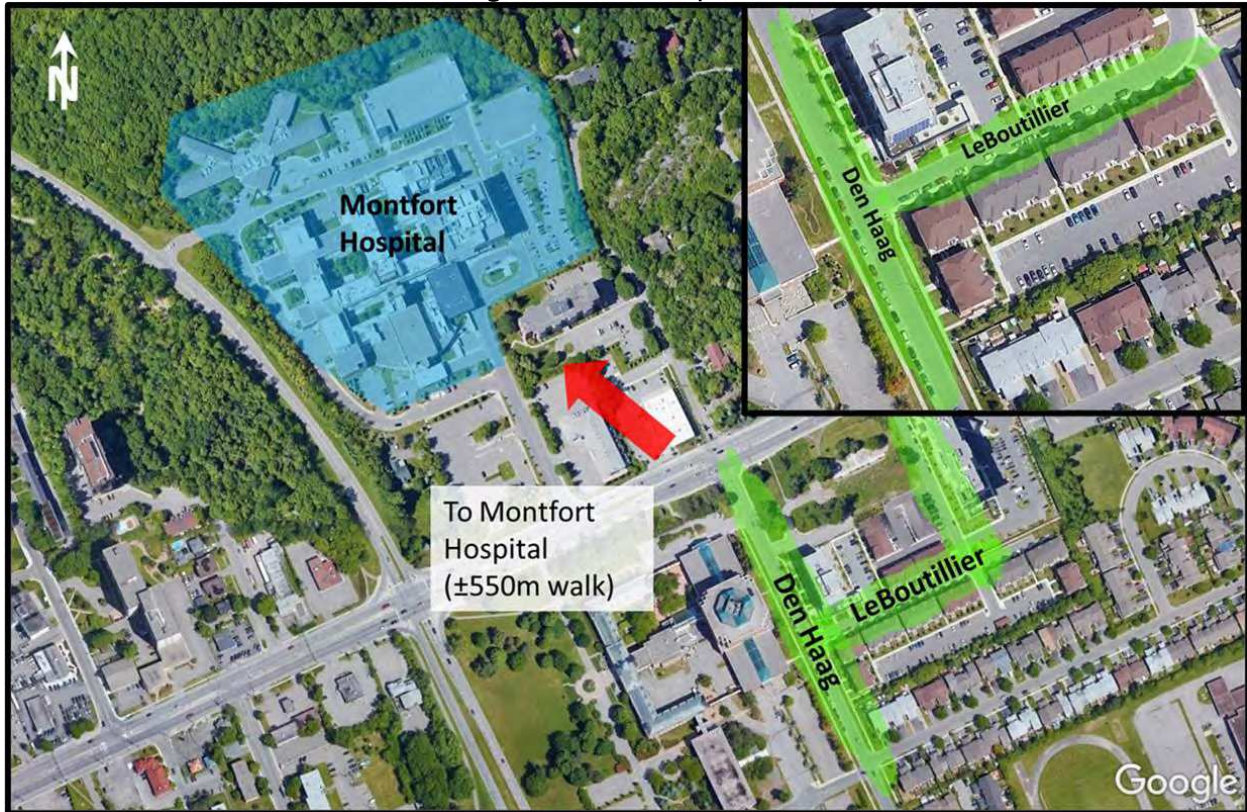 N
Montfort
Hospital
LeBoutillier
Den Haag
To Montfort
Hospital
(±550m walk)
Den Haag
LeBoutillier
Google